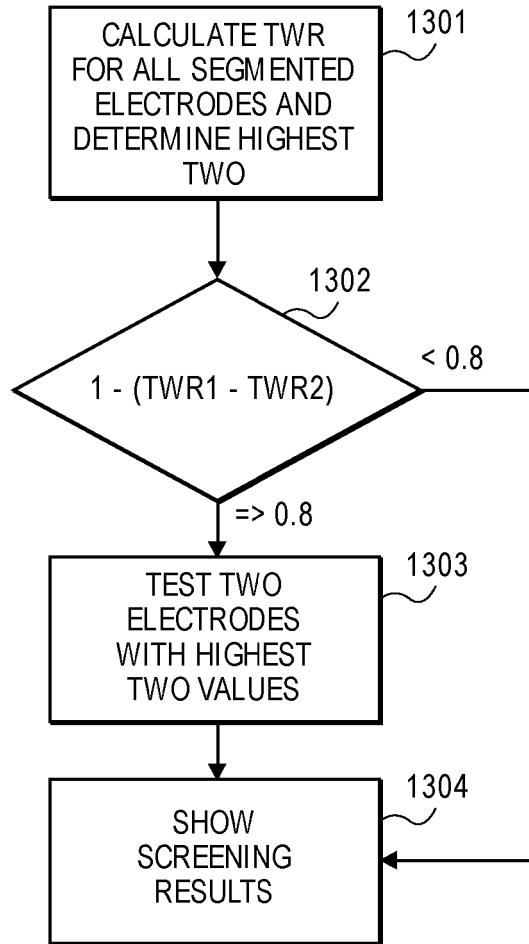 1301
CALCULATE TWR
FOR ALL SEGMENTED
ELECTRODES AND
DETERMINE HIGHEST
TWO
1302
1 - (TWR1 - TWR2)
< 0.8
=> 0.8
1303
TEST TWO
ELECTRODES
WITH HIGHEST
TWO VALUES
1304
SHOW
SCREENING
RESULTS